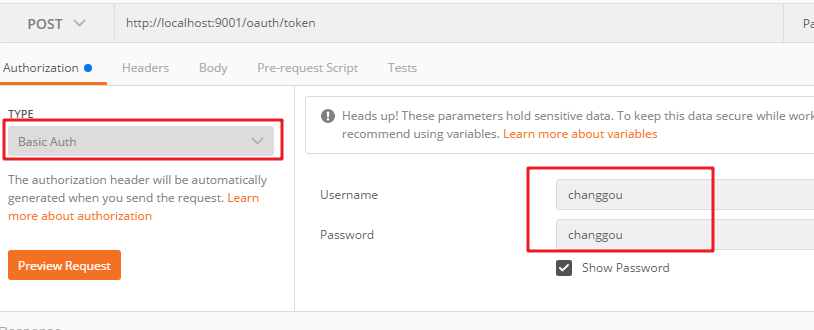 POST http://localhost:9001/oauth/token Pa
Authorization Headers Body Pre-request Script Tests
TYPE
Basic Auth
The authorization header will be automatically
generated when you send the request. Learn
more about authorization
Preview Request
Heads up! These parameters hold sensitive data. To keep this data secure while work
recommend using variables. Learn more about variables
Username changgou
Password changgou
Show Password